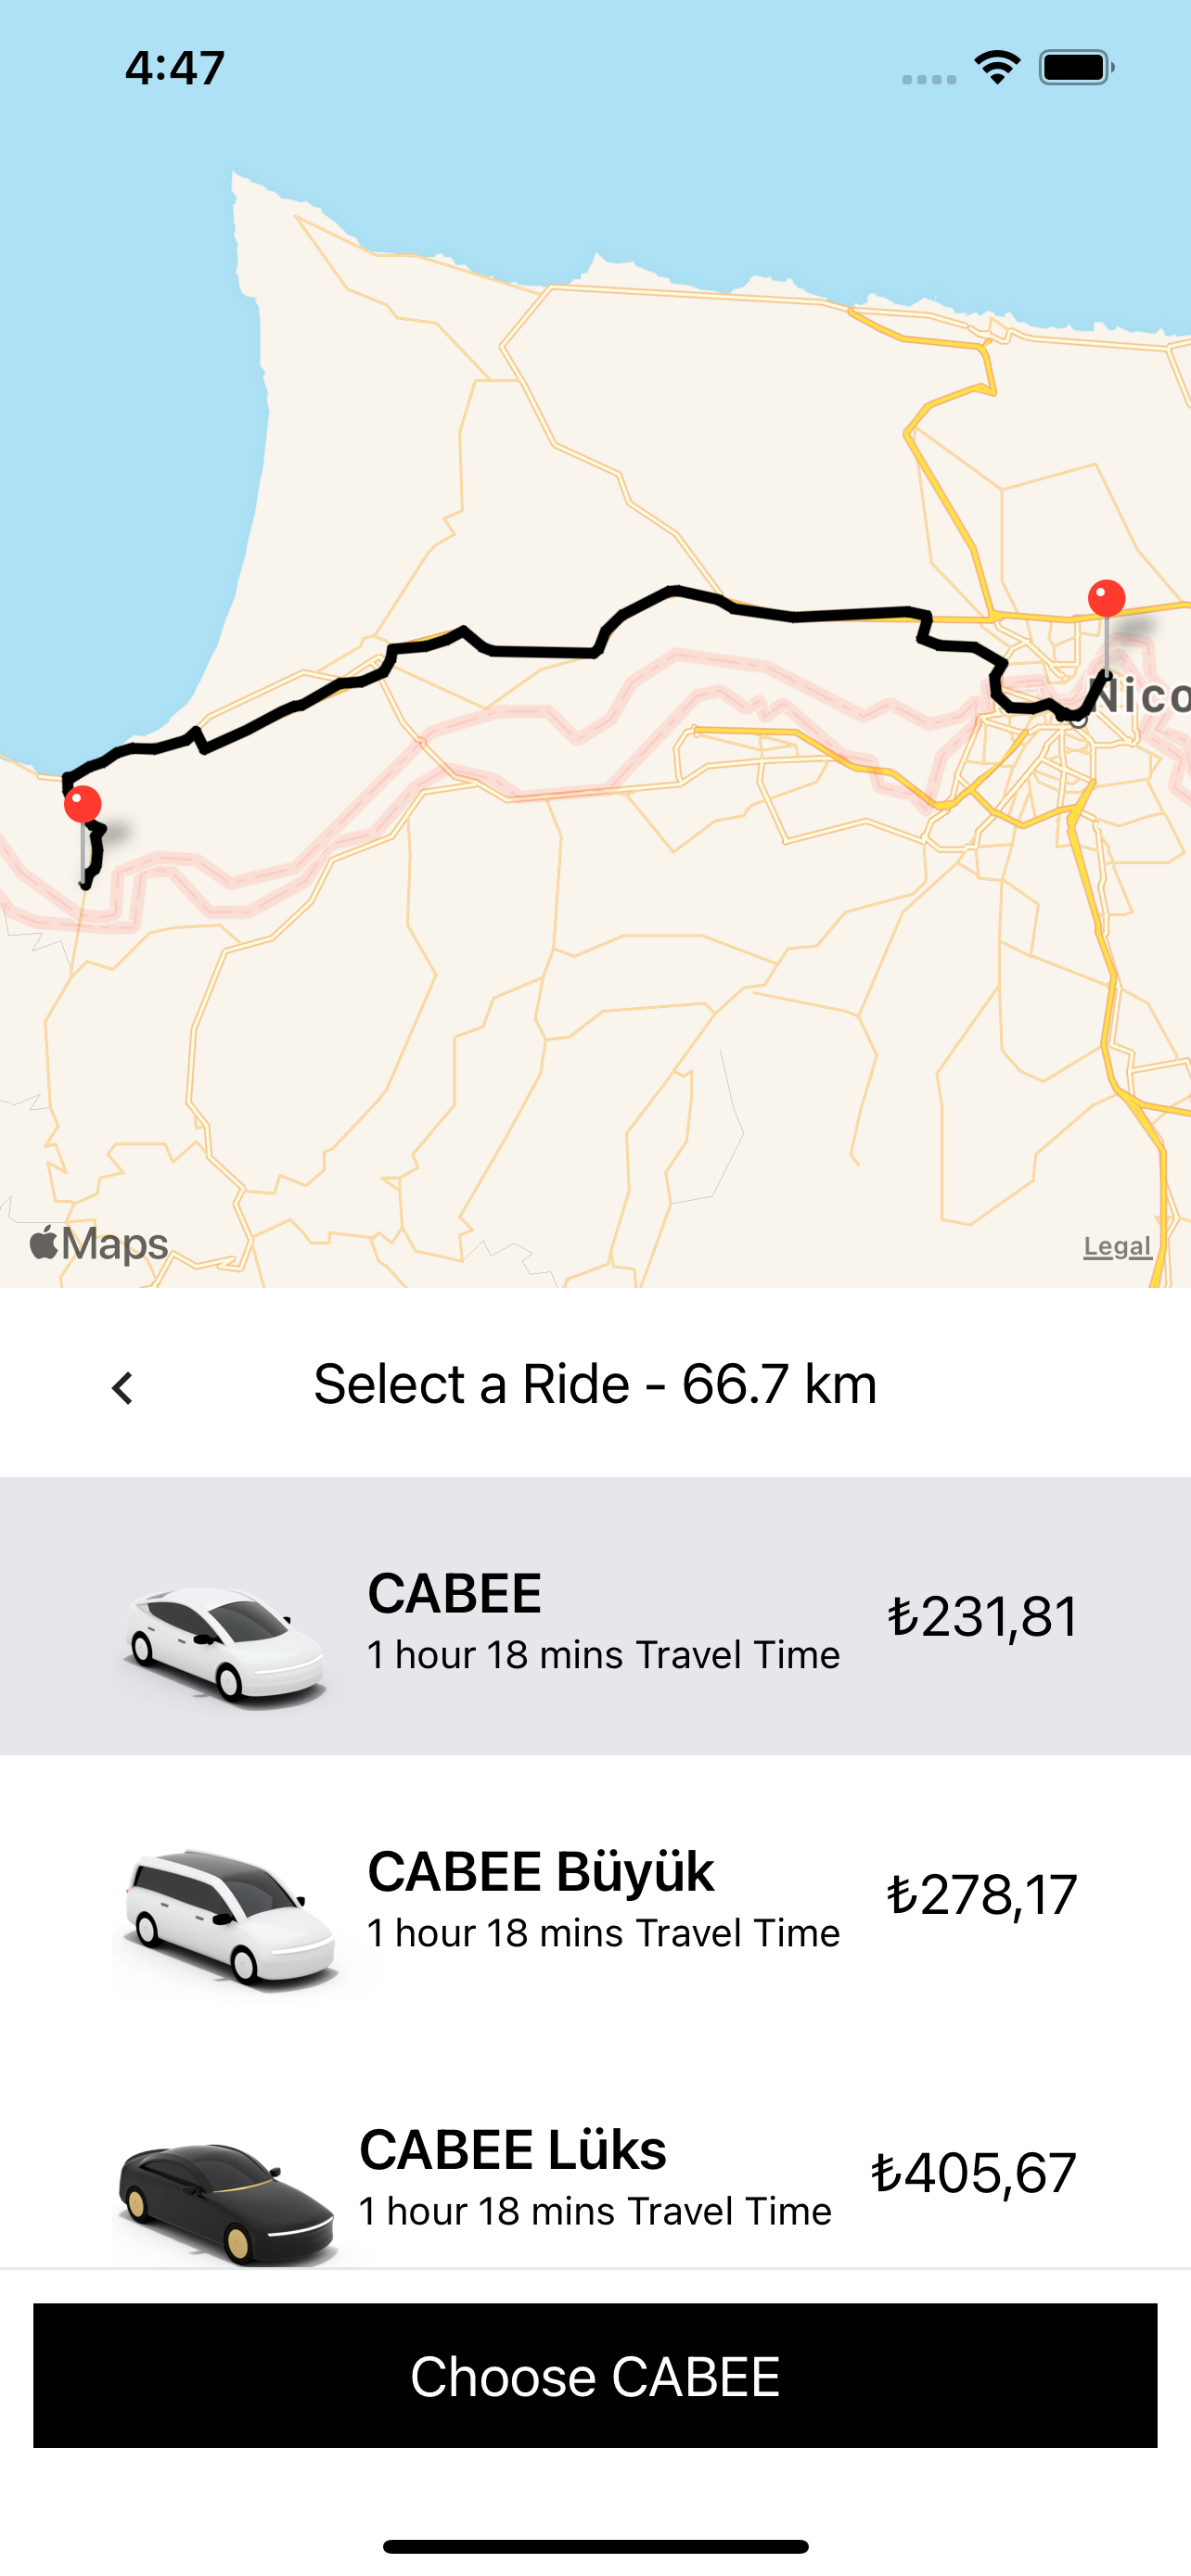 4:47
Nico
Maps
Legal
Select a Ride - 66.7 km
CABEE
1 hour 18 mins Travel Time
₺231,81
CABEE Büyük
1 hour 18 mins Travel Time
₺278,17
CABEE Lüks
1 hour 18 mins Travel Time
₺405,67
Choose CABEE